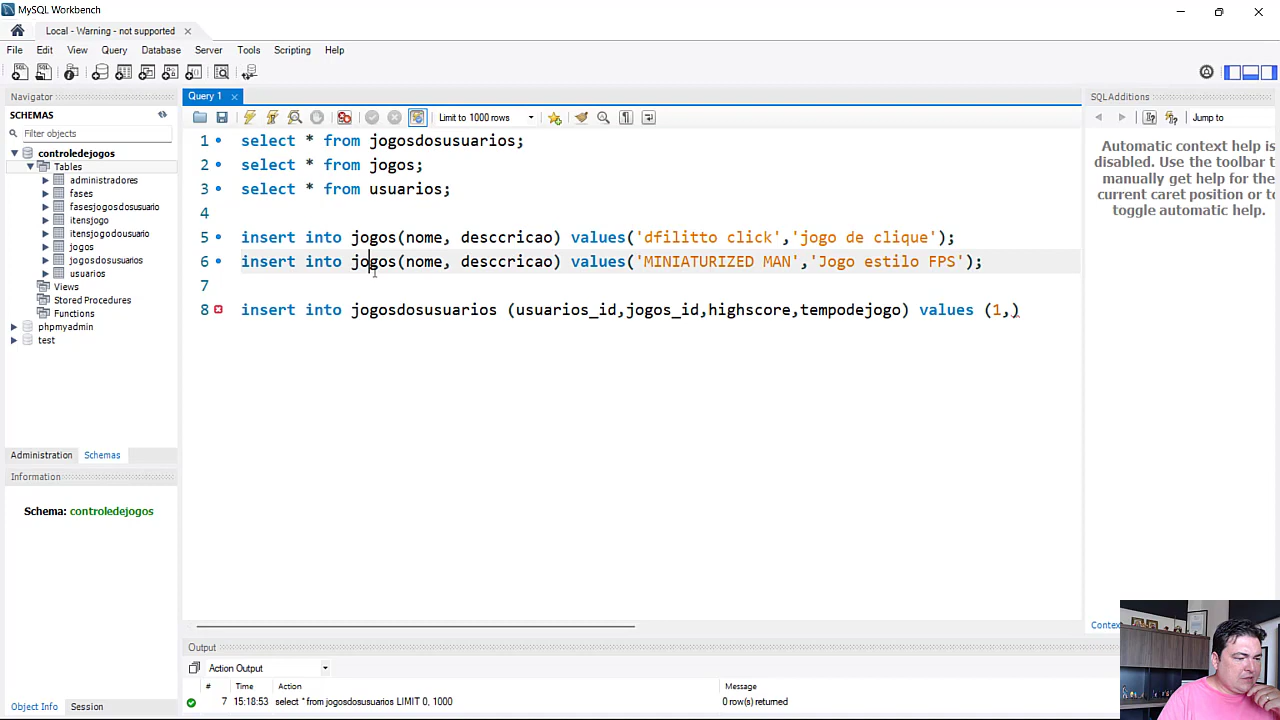 MySQL Workbench
Local - Warning - not supported
File Edit View Query Database Server Tools Scripting Help
Navigator
SCHEMAS
Filter objects
controledejogos
Tables
administradores
fases
fasesjogosdousuario
itensjogo
itensjogodousuario
jogos
jogosdosusuarios
usuarios
Views
Stored Procedures
Functions
phpmyadmin
test
Administration Schemas
Information
Schema: controledejogos
Object Info Session
Query 1
Limit to 1000 rows
1 select * from jogosdosusuarios;
2 select * from jogos;
3 select * from usuarios;
4
5 insert into jogos(nome, desccricao) values('dfilitto click','jogo de clique');
6 insert into jogos(nome, desccricao) values('MINIATURIZED MAN','Jogo estilo FPS');
7
8 insert into jogosdosusuarios (usuarios_id,jogos_id,highscore,tempodejogo) values (1,)
SQLAdditions
Jump to
Automatic context help is
disabled. Use the toolbar t
manually get help for the
current caret position or to
toggle automatic help.
Contex
Output
Action Output
# Time Action Message
7 15:18:53 select * from jogosdosusuarios LIMIT 0, 1000 0 row(s) returned